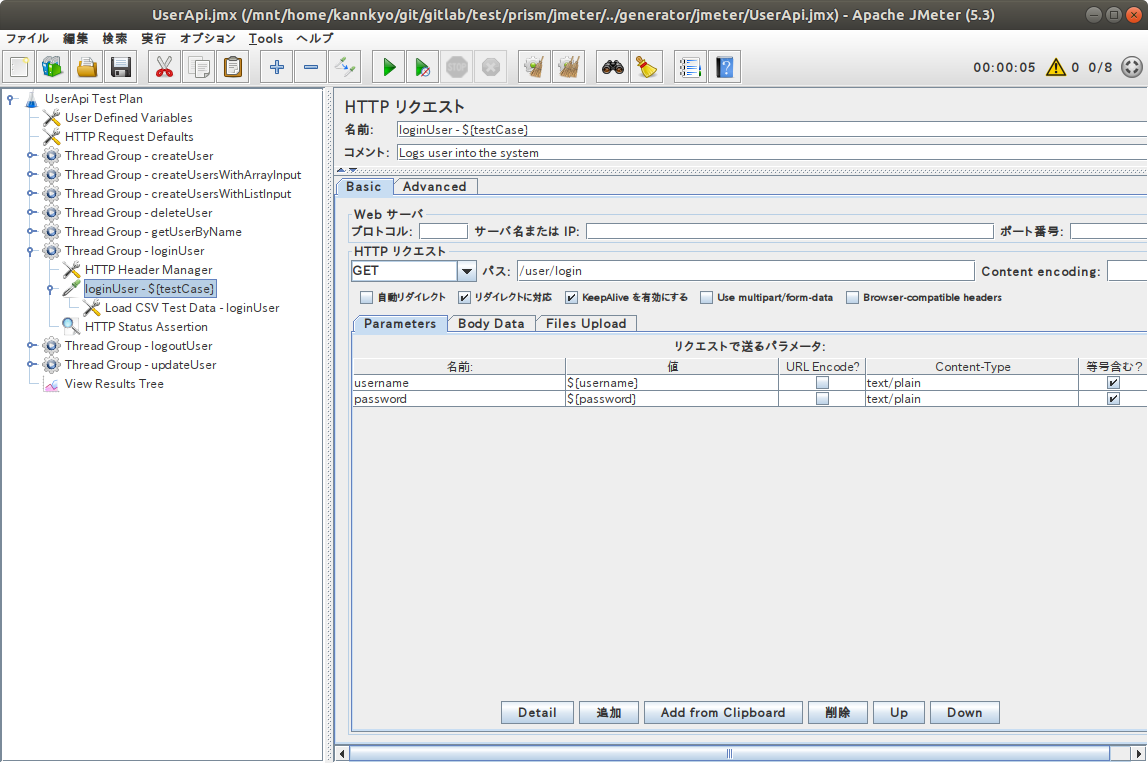 UserApi.jmx (/mnt/home/kannkyo/git/gitlab/test/prism/jmeter/../generator/jmeter/UserApi.jmx) - Apache JMeter (5.3)
ファイル 編集 検索 実行 オプション Tools ヘルプ
STOP
00:00:05 0 0/8
UserApi Test Plan
User Defined Variables
HTTP Request Defaults
Thread Group - createUser
Thread Group - createUsersWithArrayInput
Thread Group - createUsersWithListInput
Thread Group - deleteUser
Thread Group - getUserByName
Thread Group - loginUser
HTTP Header Manager
loginUser - ${testCase}
Load CSV Test Data - loginUser
HTTP Status Assertion
Thread Group - logoutUser
Thread Group - updateUser
View Results Tree
HTTP リクエスト
名前: loginUser - ${testCase}
コメント: Logs user into the system
Basic Advanced
Web サーバ
プロトコル: サーバ名または IP: ポート番号:
HTTP リクエスト
GET パス: /user/login Content encoding:
自動リダイレクト リダイレクトに対応 KeepAlive を有効にする Use multipart/form-data Browser-compatible headers
Parameters Body Data Files Upload
リクエストで送るパラメータ:
名前: 値 URL Encode? Content-Type 等号含む?
username ${username} text/plain
password ${password} text/plain
Detail 追加 Add from Clipboard 削除 Up Down